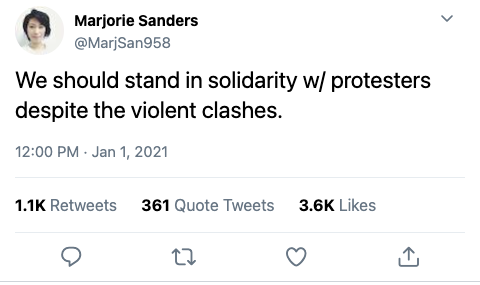 Marjorie Sanders
@MarjSan958
We should stand in solidarity w/ protesters
despite the violent clashes.
12:00 PM · Jan 1, 2021
1.1K Retweets 361 Quote Tweets 3.6K Likes